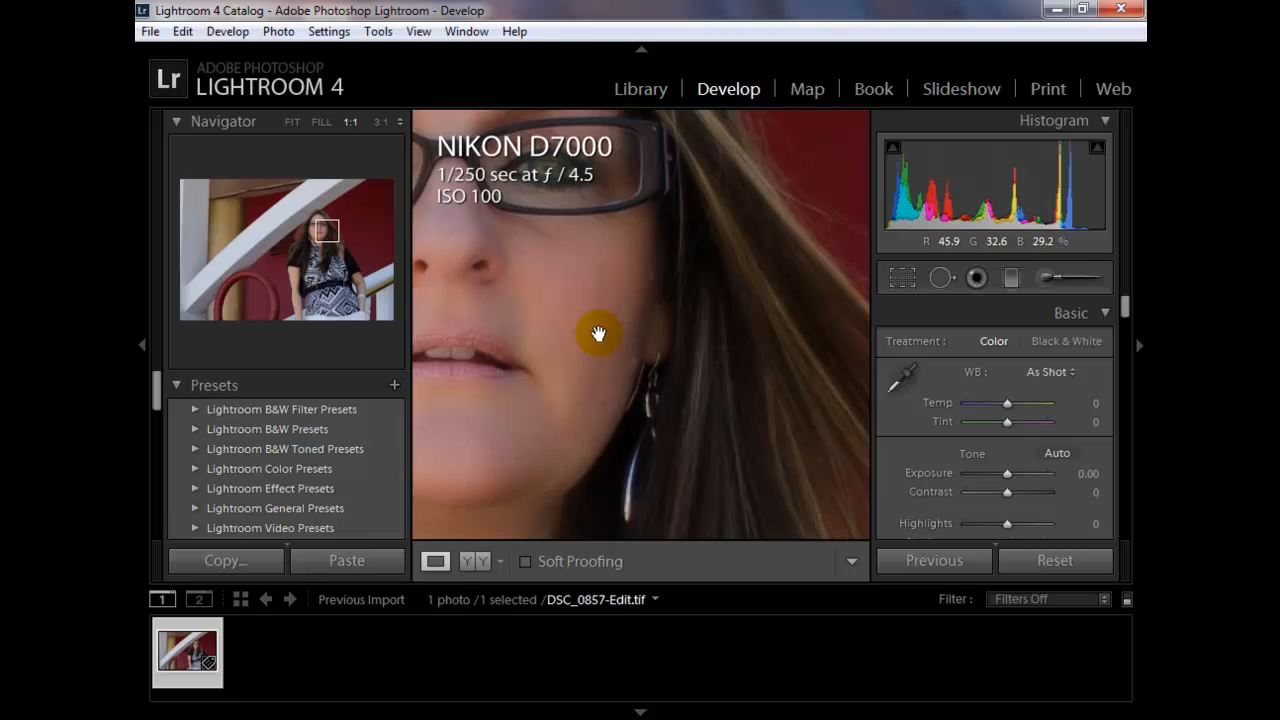 Lr Lightroom 4 Catalog - Adobe Photoshop Lightroom - Develop
File Edit Develop Photo Settings Tools View Window Help
Lr ADOBE PHOTOSHOP
LIGHTROOM 4
Library Develop Map Book Slideshow Print Web
Navigator FIT FILL 1:1 3:1
Presets
Lightroom B&W Filter Presets
Lightroom B&W Presets
Lightroom B&W Toned Presets
Lightroom Color Presets
Lightroom Effect Presets
Lightroom General Presets
Lightroom Video Presets
Copy... Paste
NIKON D7000
1/250 sec at ƒ / 4.5
ISO 100
YY Soft Proofing
Histogram
R 45.9 G 32.6 B 29.2 %
Basic
Treatment : Color Black & White
WB : As Shot
Temp 0
Tint 0
Tone Auto
Exposure 0.00
Contrast 0
Highlights 0
Previous Reset
1 2 Previous Import 1 photo /1 selected /DSC_0857-Edit.tif Filter : Filters Off